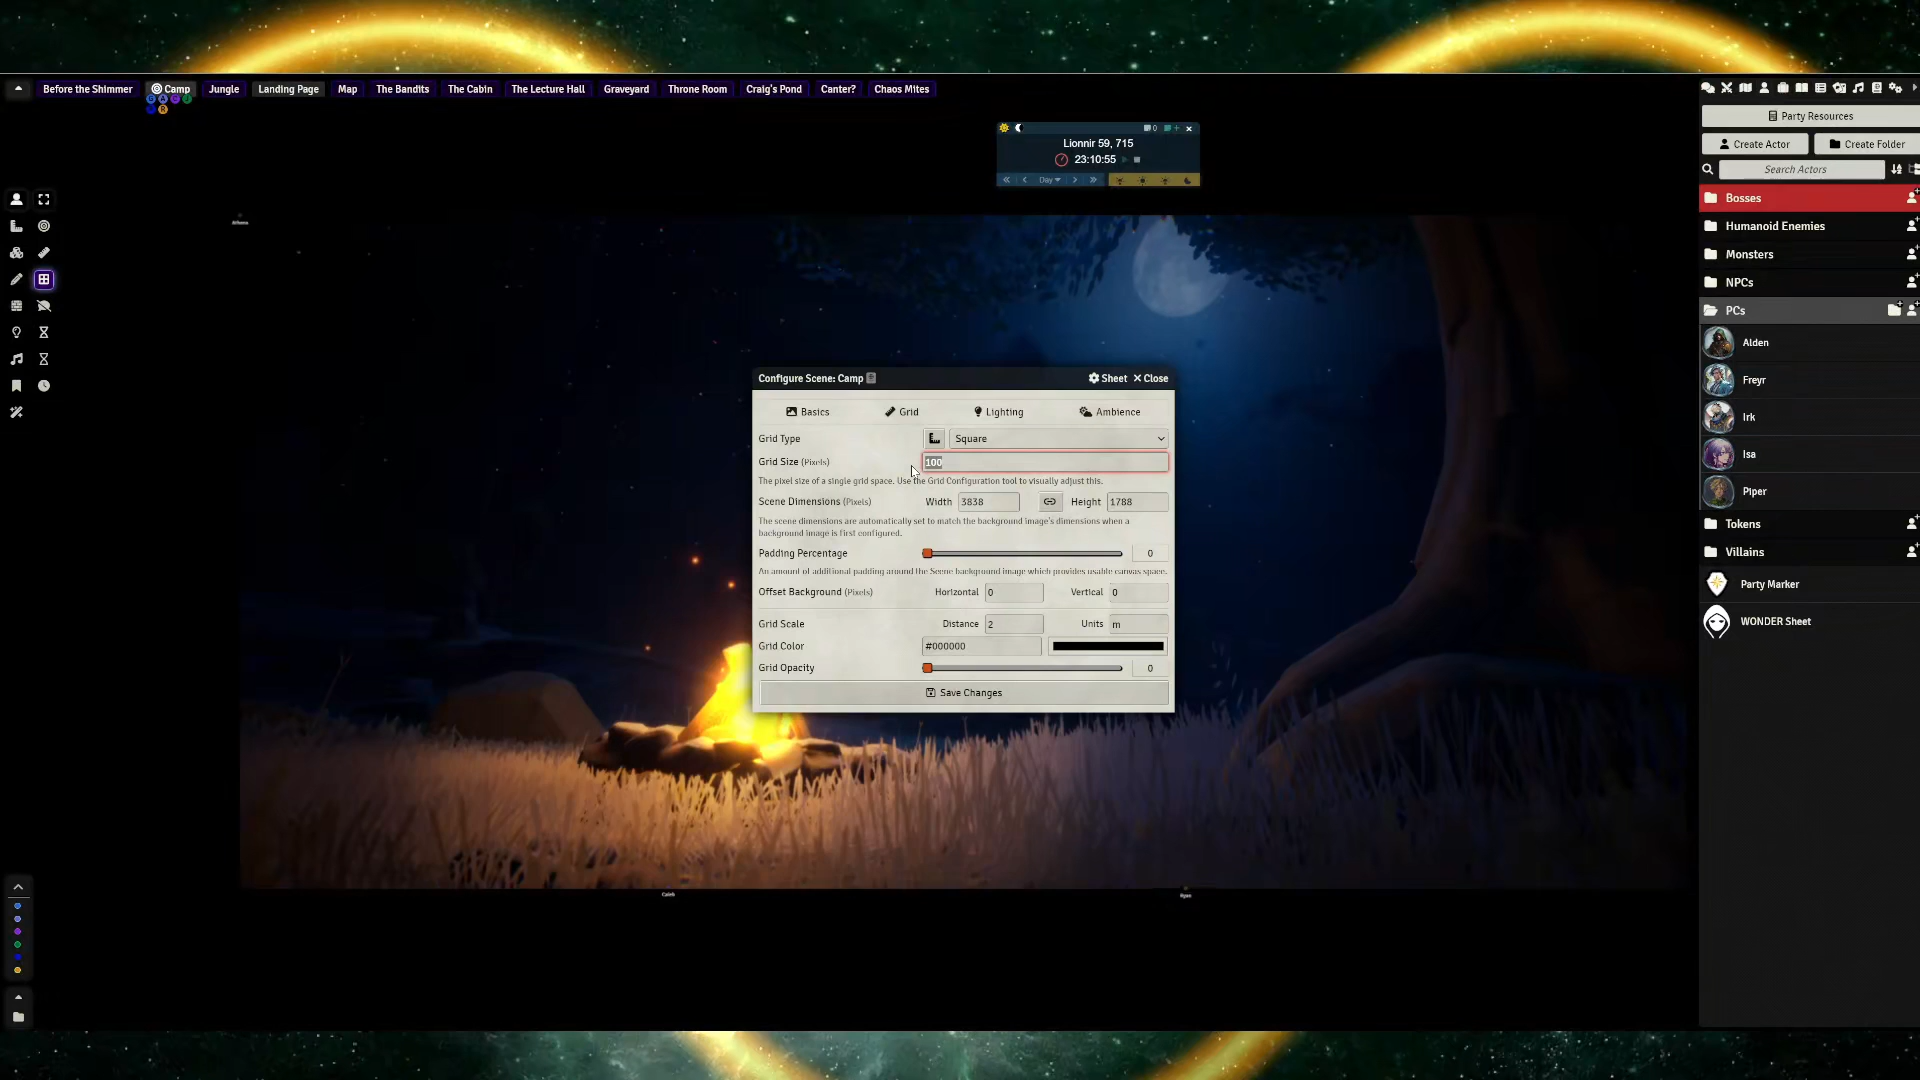 Before the Shimmer
Camp
Jungle
Landing Page
Map
The Bandits
The Cabin
The Lecture Hall
Graveyard
Throne Room
Craig's Pond
Canter?
Chaos Mites
G A C J
R
0
Lionnir 59, 715
23:10:55
Day
Party Resources
Create Actor
Create Folder
Search Actors
Bosses
Humanoid Enemies
Monsters
NPCs
PCs
Alden
Freyr
Irk
Isa
Piper
Tokens
Villains
Party Marker
WONDER Sheet
Athena
Configure Scene: Camp
Sheet
Close
Basics
Grid
Lighting
Ambience
Grid Type
Square
Grid Size (Pixels)
100
The pixel size of a single grid space. Use the Grid Configuration tool to visually adjust this.
Scene Dimensions (Pixels)
Width 3838
Height 1788
The scene dimensions are automatically set to match the background image's dimensions when a
background image is first configured.
Padding Percentage
0
An amount of additional padding around the Scene background image which provides usable canvas space.
Offset Background (Pixels)
Horizontal 0
Vertical 0
Grid Scale
Distance 2
Units m
Grid Color
#000000
Grid Opacity
0
Save Changes
Caleb
Ryan